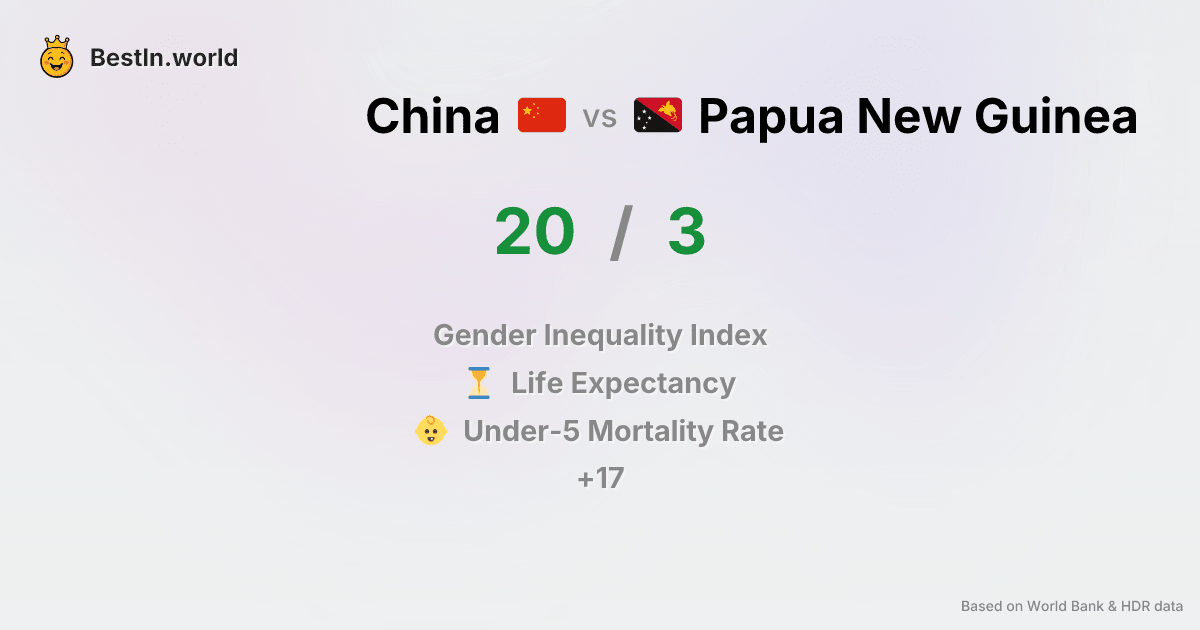 BestIn.world
China vs Papua New Guinea
20 / 3
Gender Inequality Index
Life Expectancy
Under-5 Mortality Rate
+17
Based on World Bank & HDR data